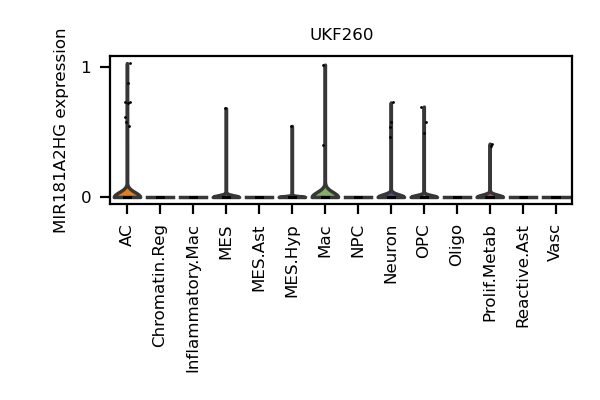 UKF260
MIR181A2HG expression
1
0
AC
Chromatin.Reg
Inflammatory.Mac
MES
MES.Ast
MES.Hyp
Mac
NPC
Neuron
OPC
Oligo
Prolif.Metab
Reactive.Ast
Vasc